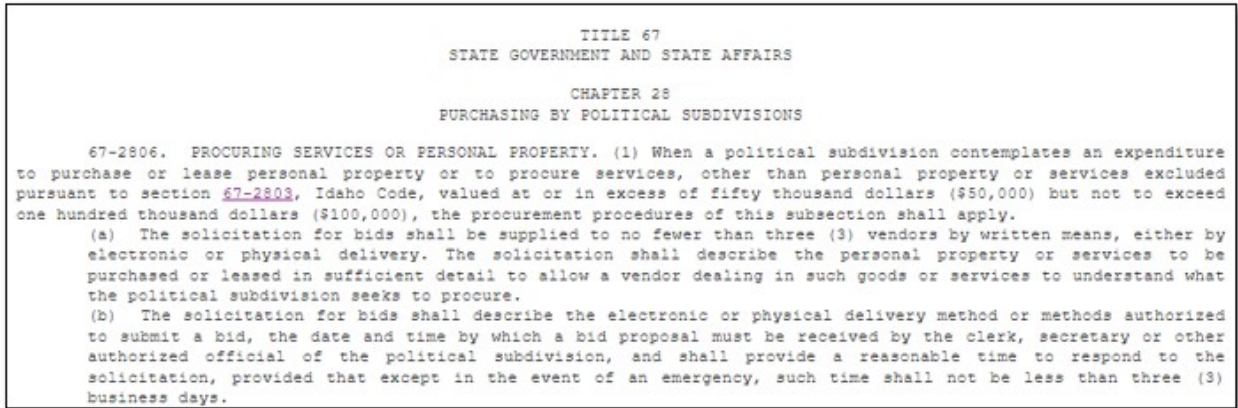 TITLE 67
STATE GOVERNMENT AND STATE AFFAIRS
CHAPTER 28
PURCHASING BY POLITICAL SUBDIVISIONS
67-2806. PROCURING SERVICES OR PERSONAL PROPERTY. (1) When a political subdivision contemplates an expenditure
to purchase or lease personal property or to procure services, other than personal property or services excluded
pursuant to section 67-2803, Idaho Code, valued at or in excess of fifty thousand dollars ($50,000) but not to exceed
one hundred thousand dollars ($100,000), the procurement procedures of this subsection shall apply.
(a) The solicitation for bids shall be supplied to no fewer than three (3) vendors by written means, either by
electronic or physical delivery. The solicitation shall describe the personal property or services to be
purchased or leased in sufficient detail to allow a vendor dealing in such goods or services to understand what
the political subdivision seeks to procure.
(b) The solicitation for bids shall describe the electronic or physical delivery method or methods authorized
to submit a bid, the date and time by which a bid proposal must be received by the clerk, secretary or other
authorized official of the political subdivision, and shall provide a reasonable time to respond to the
solicitation, provided that except in the event of an emergency, such time shall not be less than three (3)
business days.